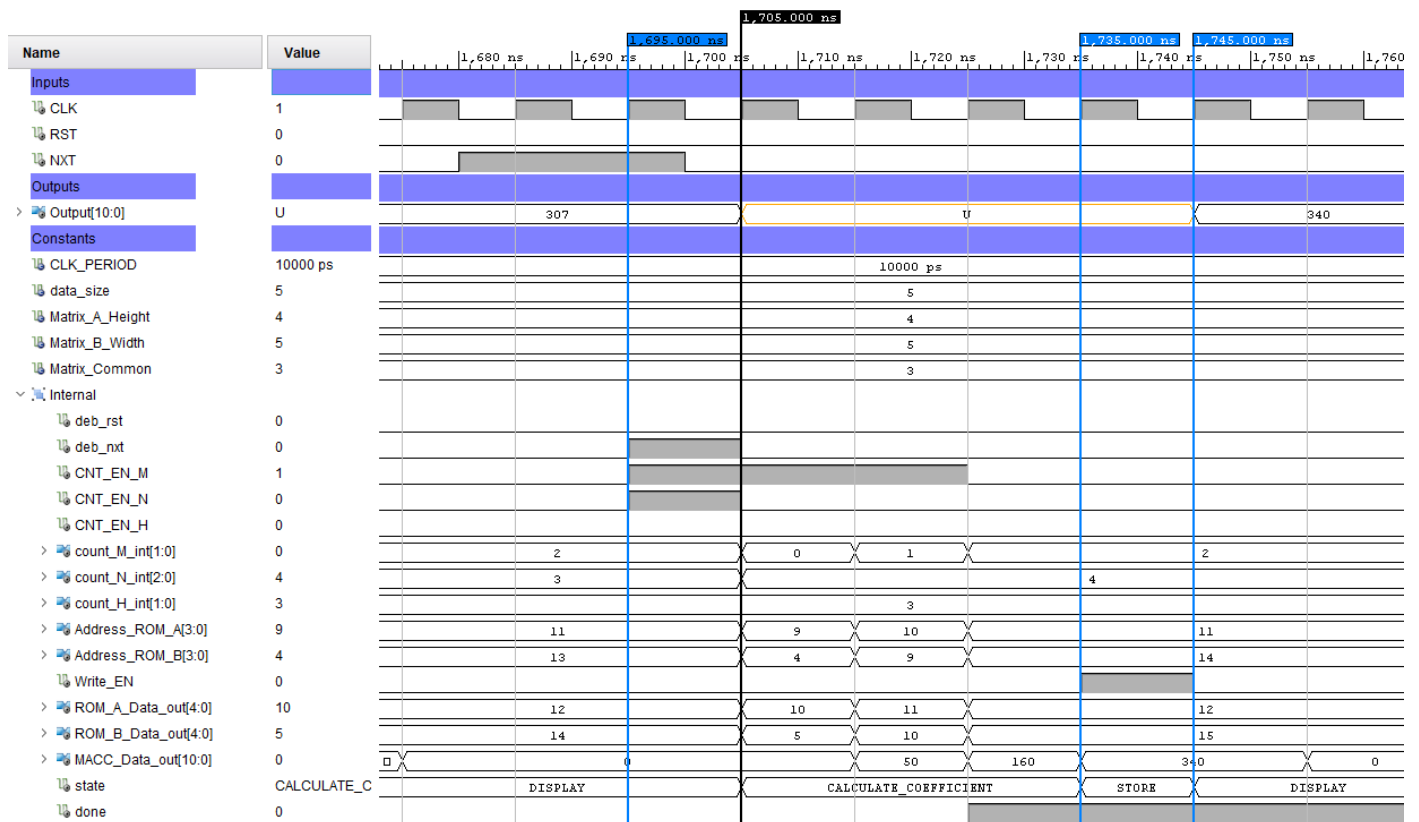 1,705.000 ns
1,695.000 ns 1,735.000 ns 1,745.000 ns
Name Value 1,680 ns 1,690 ns 1,700 ns 1,710 ns 1,720 ns 1,730 ns 1,740 ns 1,750 ns 1,760
Inputs
CLK 1
RST 0
NXT 0
Outputs
Output[10:0] U 307 U 340
Constants
CLK_PERIOD 10000 ps 10000 ps
data_size 5 5
Matrix_A_Height 4 4
Matrix_B_Width 5 5
Matrix_Common 3 3
Internal
deb_rst 0
deb_nxt 0
CNT_EN_M 1
CNT_EN_N 0
CNT_EN_H 0
count_M_int[1:0] 0 2 0 1 2
count_N_int[2:0] 4 3 4
count_H_int[1:0] 3 3
Address_ROM_A[3:0] 9 11 9 10 11
Address_ROM_B[3:0] 4 13 4 9 14
Write_EN 0
ROM_A_Data_out[4:0] 10 12 10 11 12
ROM_B_Data_out[4:0] 5 14 5 10 15
MACC_Data_out[10:0] 0 0 50 160 340 0
state CALCULATE_C DISPLAY CALCULATE_COEFFICIENT STORE DISPLAY
done 0